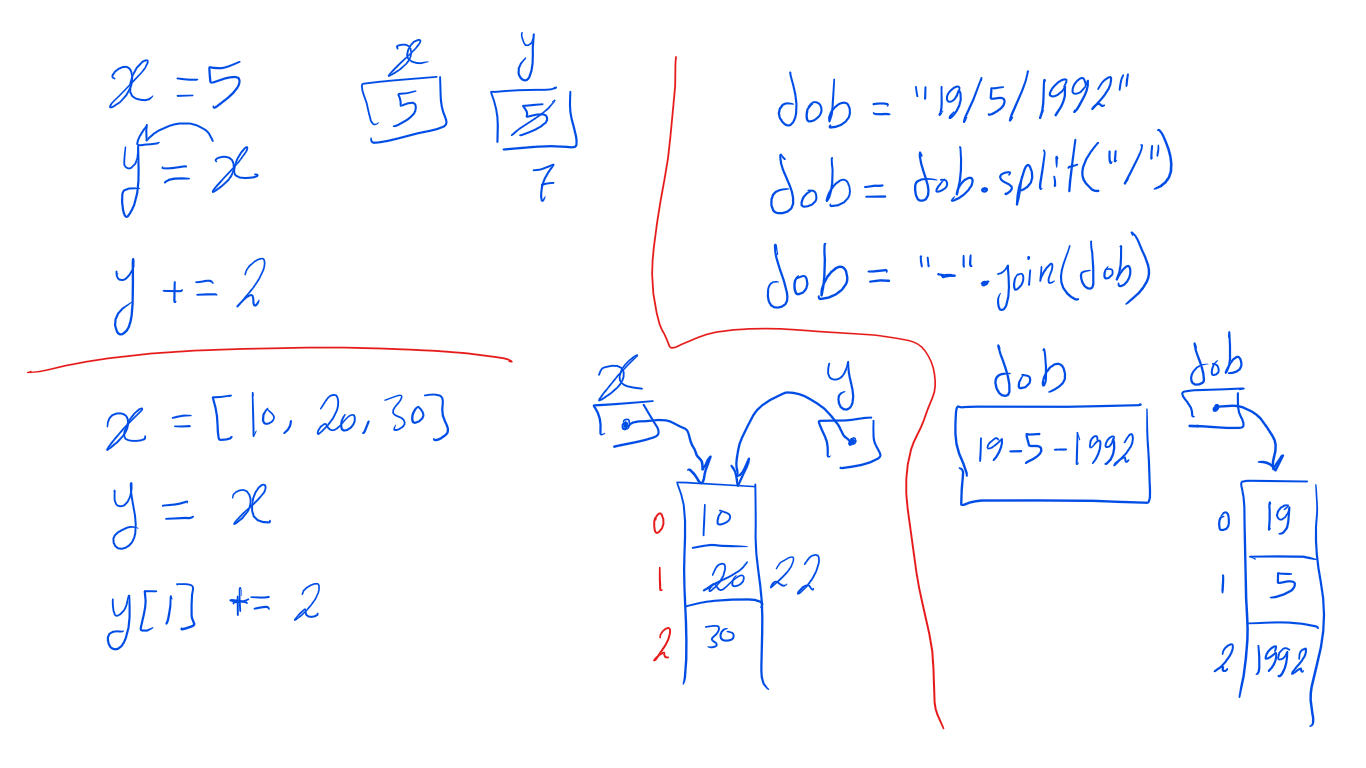 x = 5
y = x
y += 2
x y
5 5
7
dob = "19/5/1992"
dob = dob.split("/")
dob = "-".join(dob)
x = [10, 20, 30]
y = x
y[1] += 2
x y
0 10
1 20 22
2 30
dob
19-5-1992
dob
0 19
1 5
2 1992